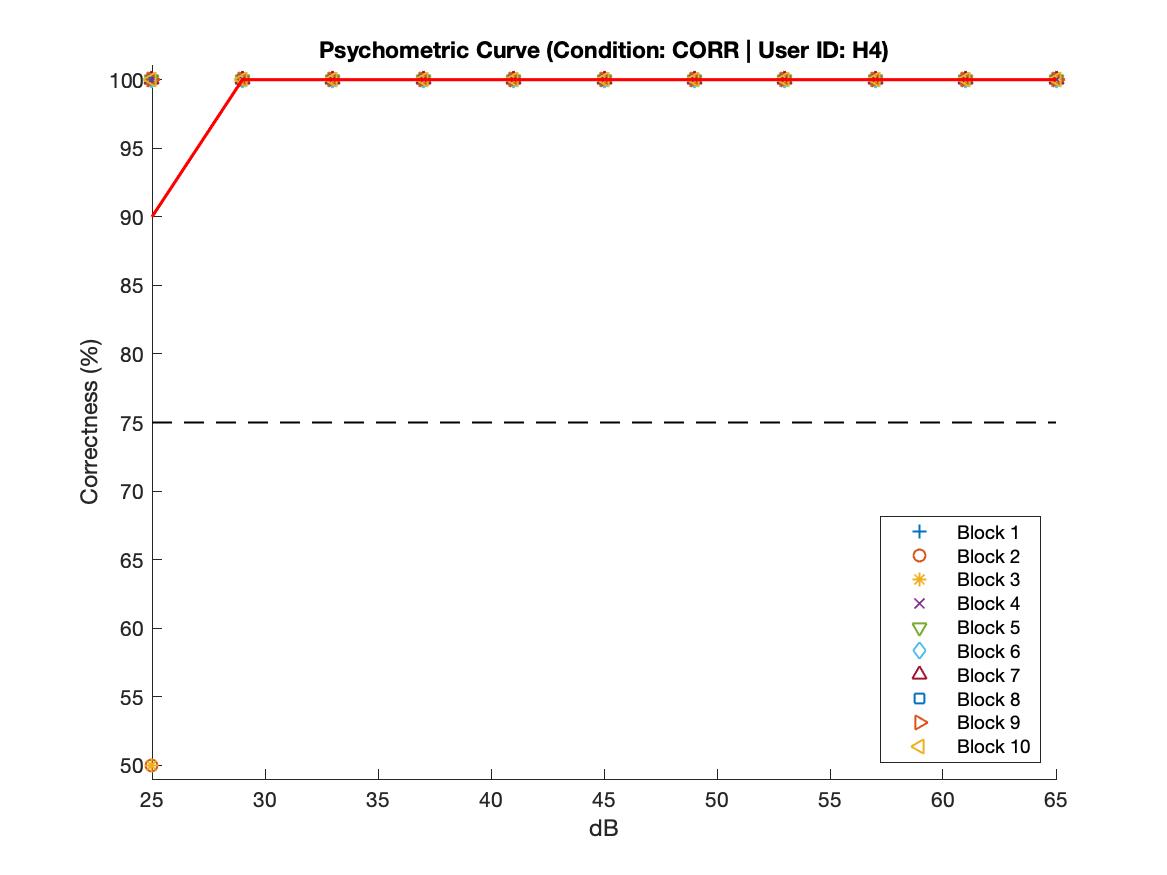 Psychometric Curve (Condition: CORR | User ID: H4)
100
95
90
85
80
75
70
65
60
55
50
Correctness (%)
Block 1
Block 2
Block 3
Block 4
Block 5
Block 6
Block 7
Block 8
Block 9
Block 10
25 30 35 40 45 50 55 60 65
dB